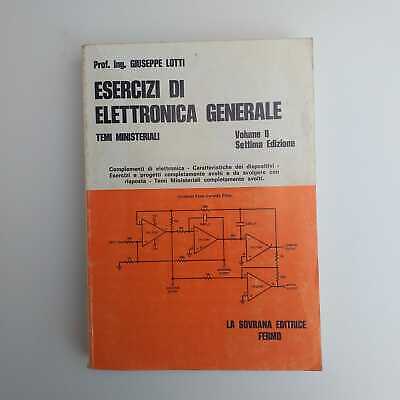 Prof. Ing. GIUSEPPE LOTTI
ESERCIZI DI
ELETTRONICA GENERALE
TEMI MINISTERIALI
Volume II
Settima Edizione
Complementi di elettronica - Caratteristiche dei dispositivi -
Esercizi e progetti completamente svolti e da svolgere con
risposta - Temi Ministeriali completamente svolti.
LA SOVRANA EDITRICE
FERMO